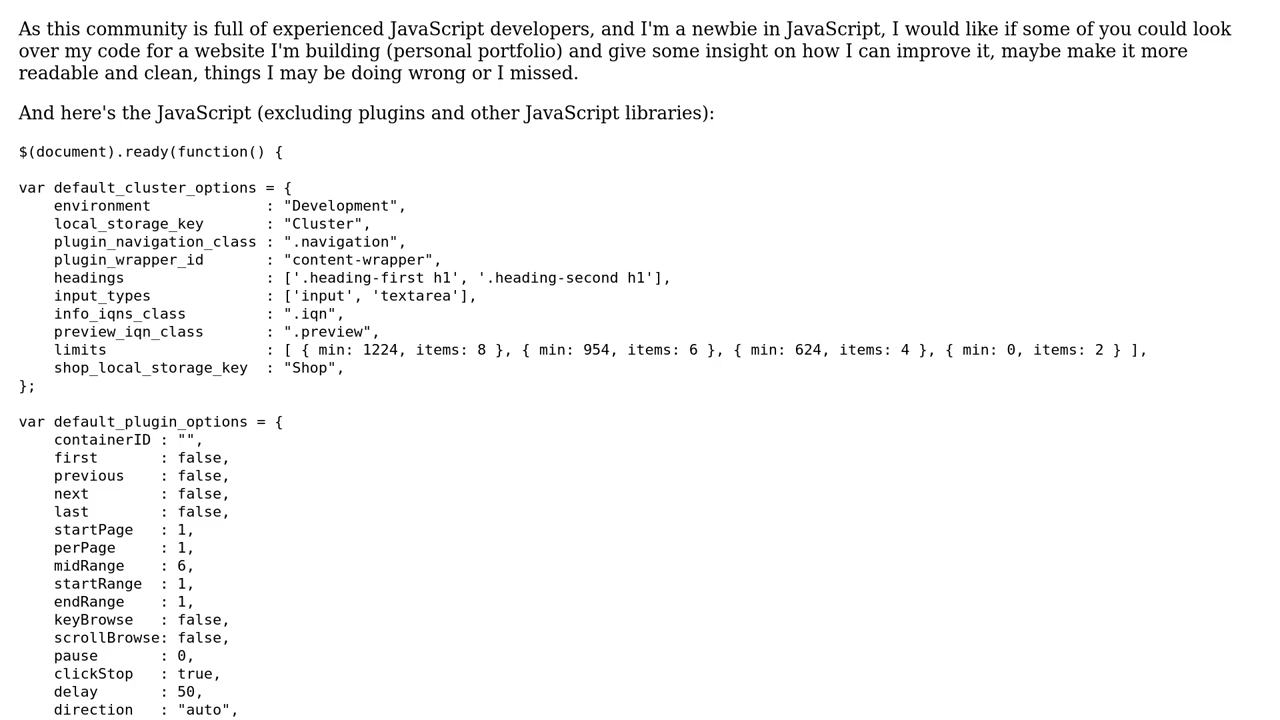 As this community is full of experienced JavaScript developers, and I'm a newbie in JavaScript, I would like if some of you could look
over my code for a website I'm building (personal portfolio) and give some insight on how I can improve it, maybe make it more
readable and clean, things I may be doing wrong or I missed.
And here's the JavaScript (excluding plugins and other JavaScript libraries):
$(document).ready(function() {
var default_cluster_options = {
    environment             : "Development",
    local_storage_key       : "Cluster",
    plugin_navigation_class : ".navigation",
    plugin_wrapper_id       : "content-wrapper",
    headings                : ['.heading-first h1', '.heading-second h1'],
    input_types             : ['input', 'textarea'],
    info_iqns_class         : ".iqn",
    preview_iqn_class       : ".preview",
    limits                  : [ { min: 1224, items: 8 }, { min: 954, items: 6 }, { min: 624, items: 4 }, { min: 0, items: 2 } ],
    shop_local_storage_key  : "Shop",
};
var default_plugin_options = {
    containerID : "",
    first       : false,
    previous    : false,
    next        : false,
    last        : false,
    startPage   : 1,
    perPage     : 1,
    midRange    : 6,
    startRange  : 1,
    endRange    : 1,
    keyBrowse   : false,
    scrollBrowse: false,
    pause       : 0,
    clickStop   : true,
    delay       : 50,
    direction   : "auto",